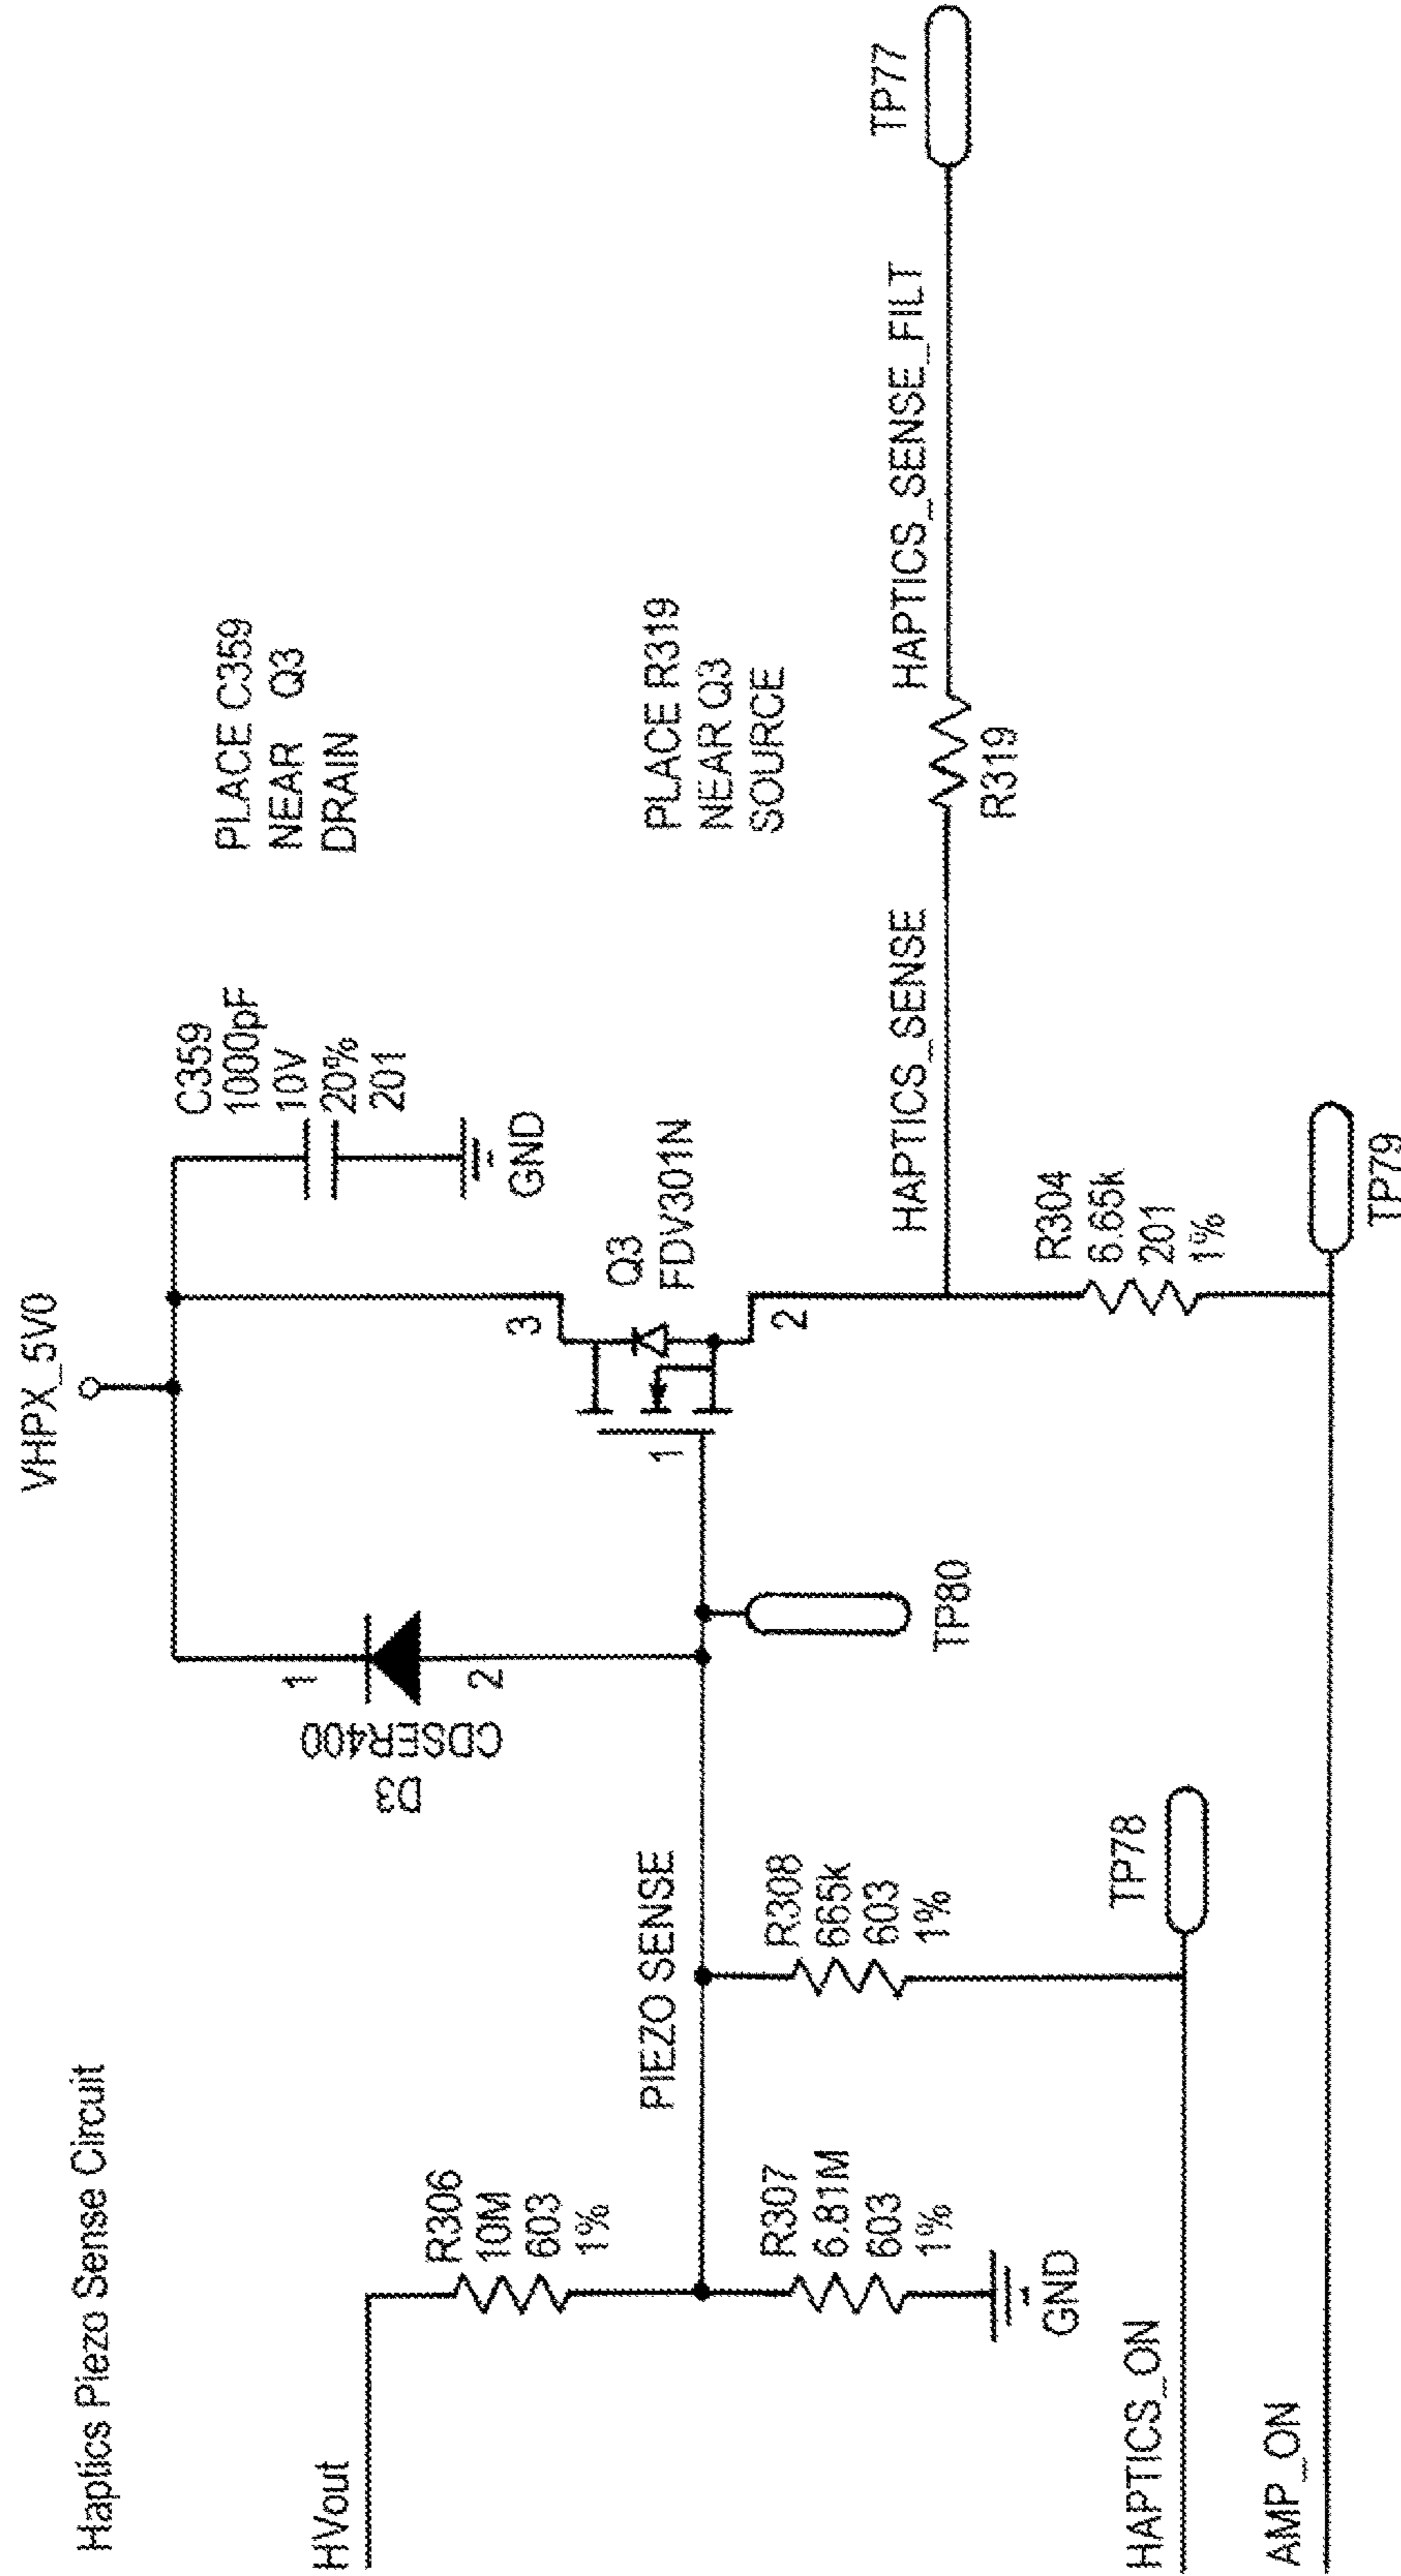 Haptics Piezo Sense Circuit
VHPX_5V0
C359
1000pF
10V
20%
201
GND
PLACE C359
NEAR Q3
DRAIN
HVout
R306
10M
603
1%
D3
CDSER400
1
2
Q3
FDV301N
3
1
2
PLACE R319
NEAR Q3
SOURCE
PIEZO SENSE
R307
6.81M
603
1%
GND
R308
665k
603
1%
TP80
HAPTICS_SENSE
R319
HAPTICS_SENSE_FILT
TP77
R304
6.65k
201
1%
HAPTICS_ON
TP78
AMP_ON
TP79